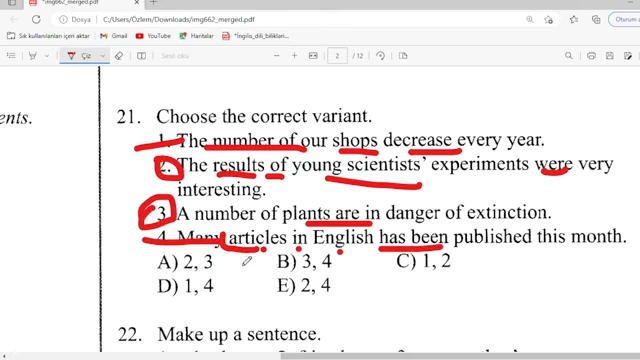 *img662_merged.pdf
Dosya
C:/Users/Özlem/Downloads/img662_merged.pdf
Sık kullanılanları içeri aktar
Gmail
YouTube
Haritalar
*İngilis_dili_biliklari...
Çiz
Sesli oku
2
/ 12
ents.
21. Choose the correct variant.
1. The number of our shops decrease every year.
2. The results of young scientists' experiments were very
interesting.
3. A number of plants are in danger of extinction.
4. Many articles in English has been published this month.
A) 2, 3 B) 3, 4 C) 1, 2
D) 1, 4 E) 2, 4
22. Make up a sentence.